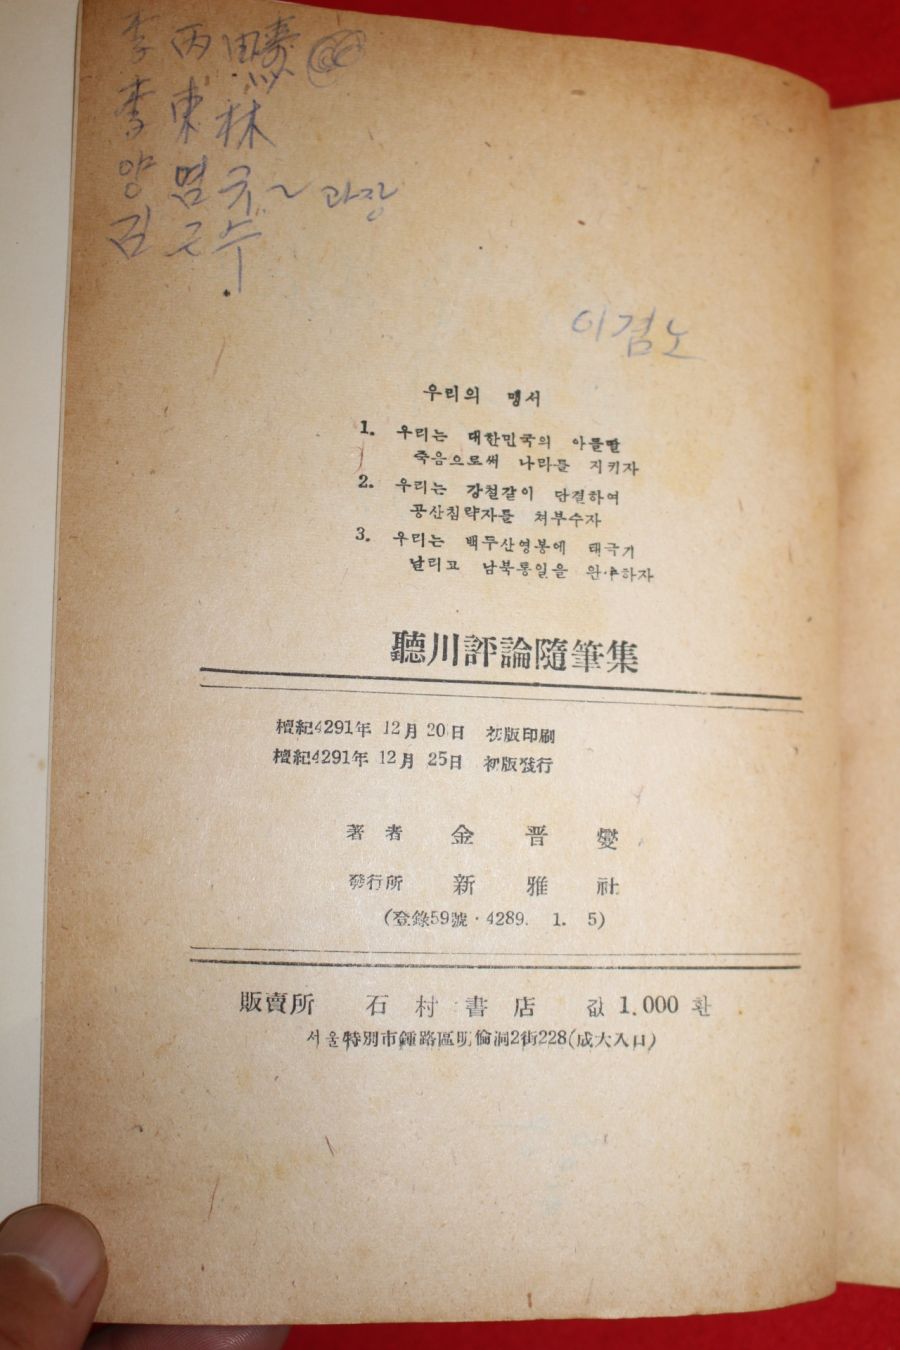 李丙疇
李東林
양염규~과장
김근수
이겸노
우리의 맹서
1. 우리는 대한민국의 아들딸
죽음으로써 나라를 지키자
2. 우리는 강철같이 단결하여
공산침략자를 쳐부수자
3. 우리는 백두산영봉에 태극기
날리고 남북통일을 완수하자
聽川評論隨筆集
檀紀4291年 12月 20日 初版印刷
檀紀4291年 12月 25日 初版發行
著者 金晋燮
發行所 新雅社
(登錄59號·4289. 1. 5)
販賣所 石村書店 값 1.000환
서울特別市鍾路區明倫洞2街228(成大入口)